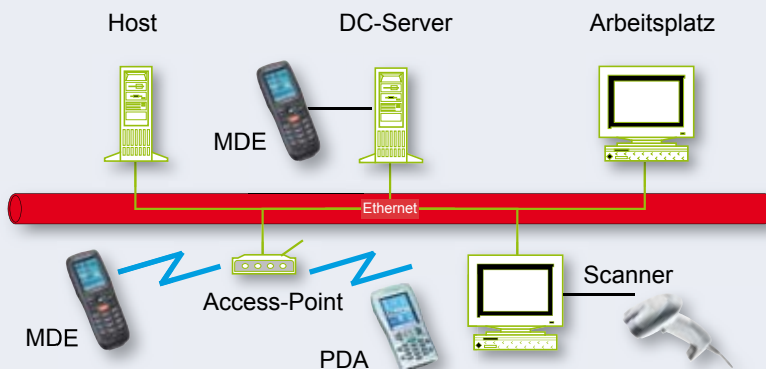 Host
DC-Server
Arbeitsplatz
MDE
Ethernet
Scanner
Access-Point
MDE
PDA